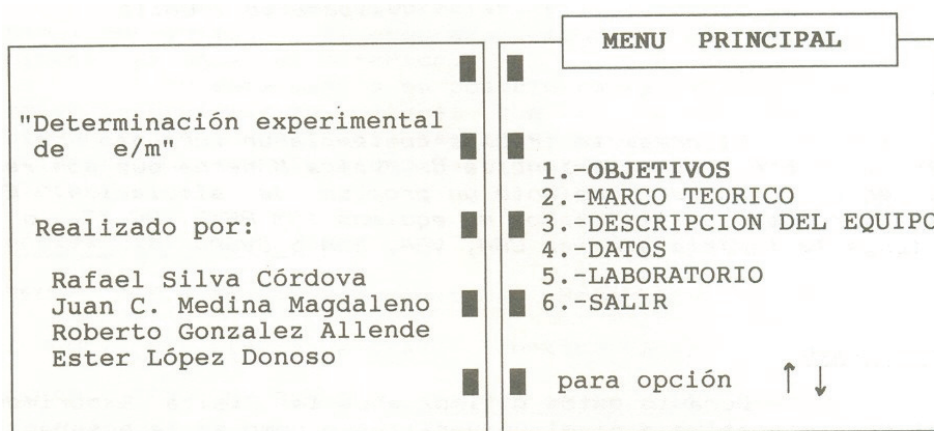 "Determinación experimental
de e/m"
Realizado por:
Rafael Silva Córdova
Juan C. Medina Magdaleno
Roberto Gonzalez Allende
Ester López Donoso
MENU PRINCIPAL
1.-OBJETIVOS
2.-MARCO TEORICO
3.-DESCRIPCION DEL EQUIPO
4.-DATOS
5.-LABORATORIO
6.-SALIR
para opción ↑ ↓